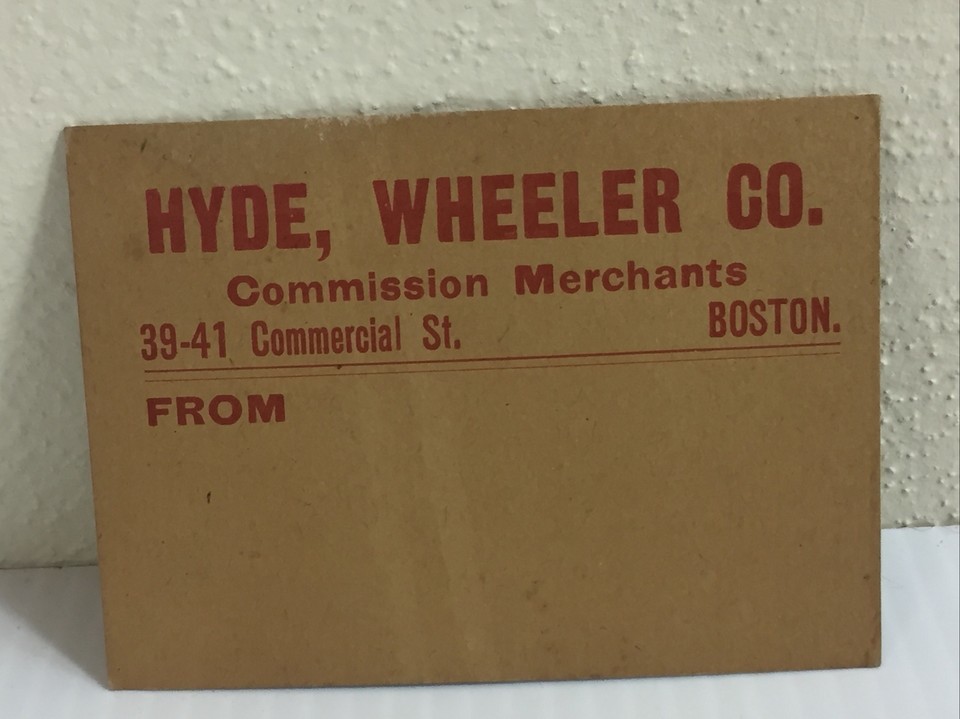 HYDE, WHEELER CO.
Commission Merchants
39-41 Commercial St. BOSTON.
FROM